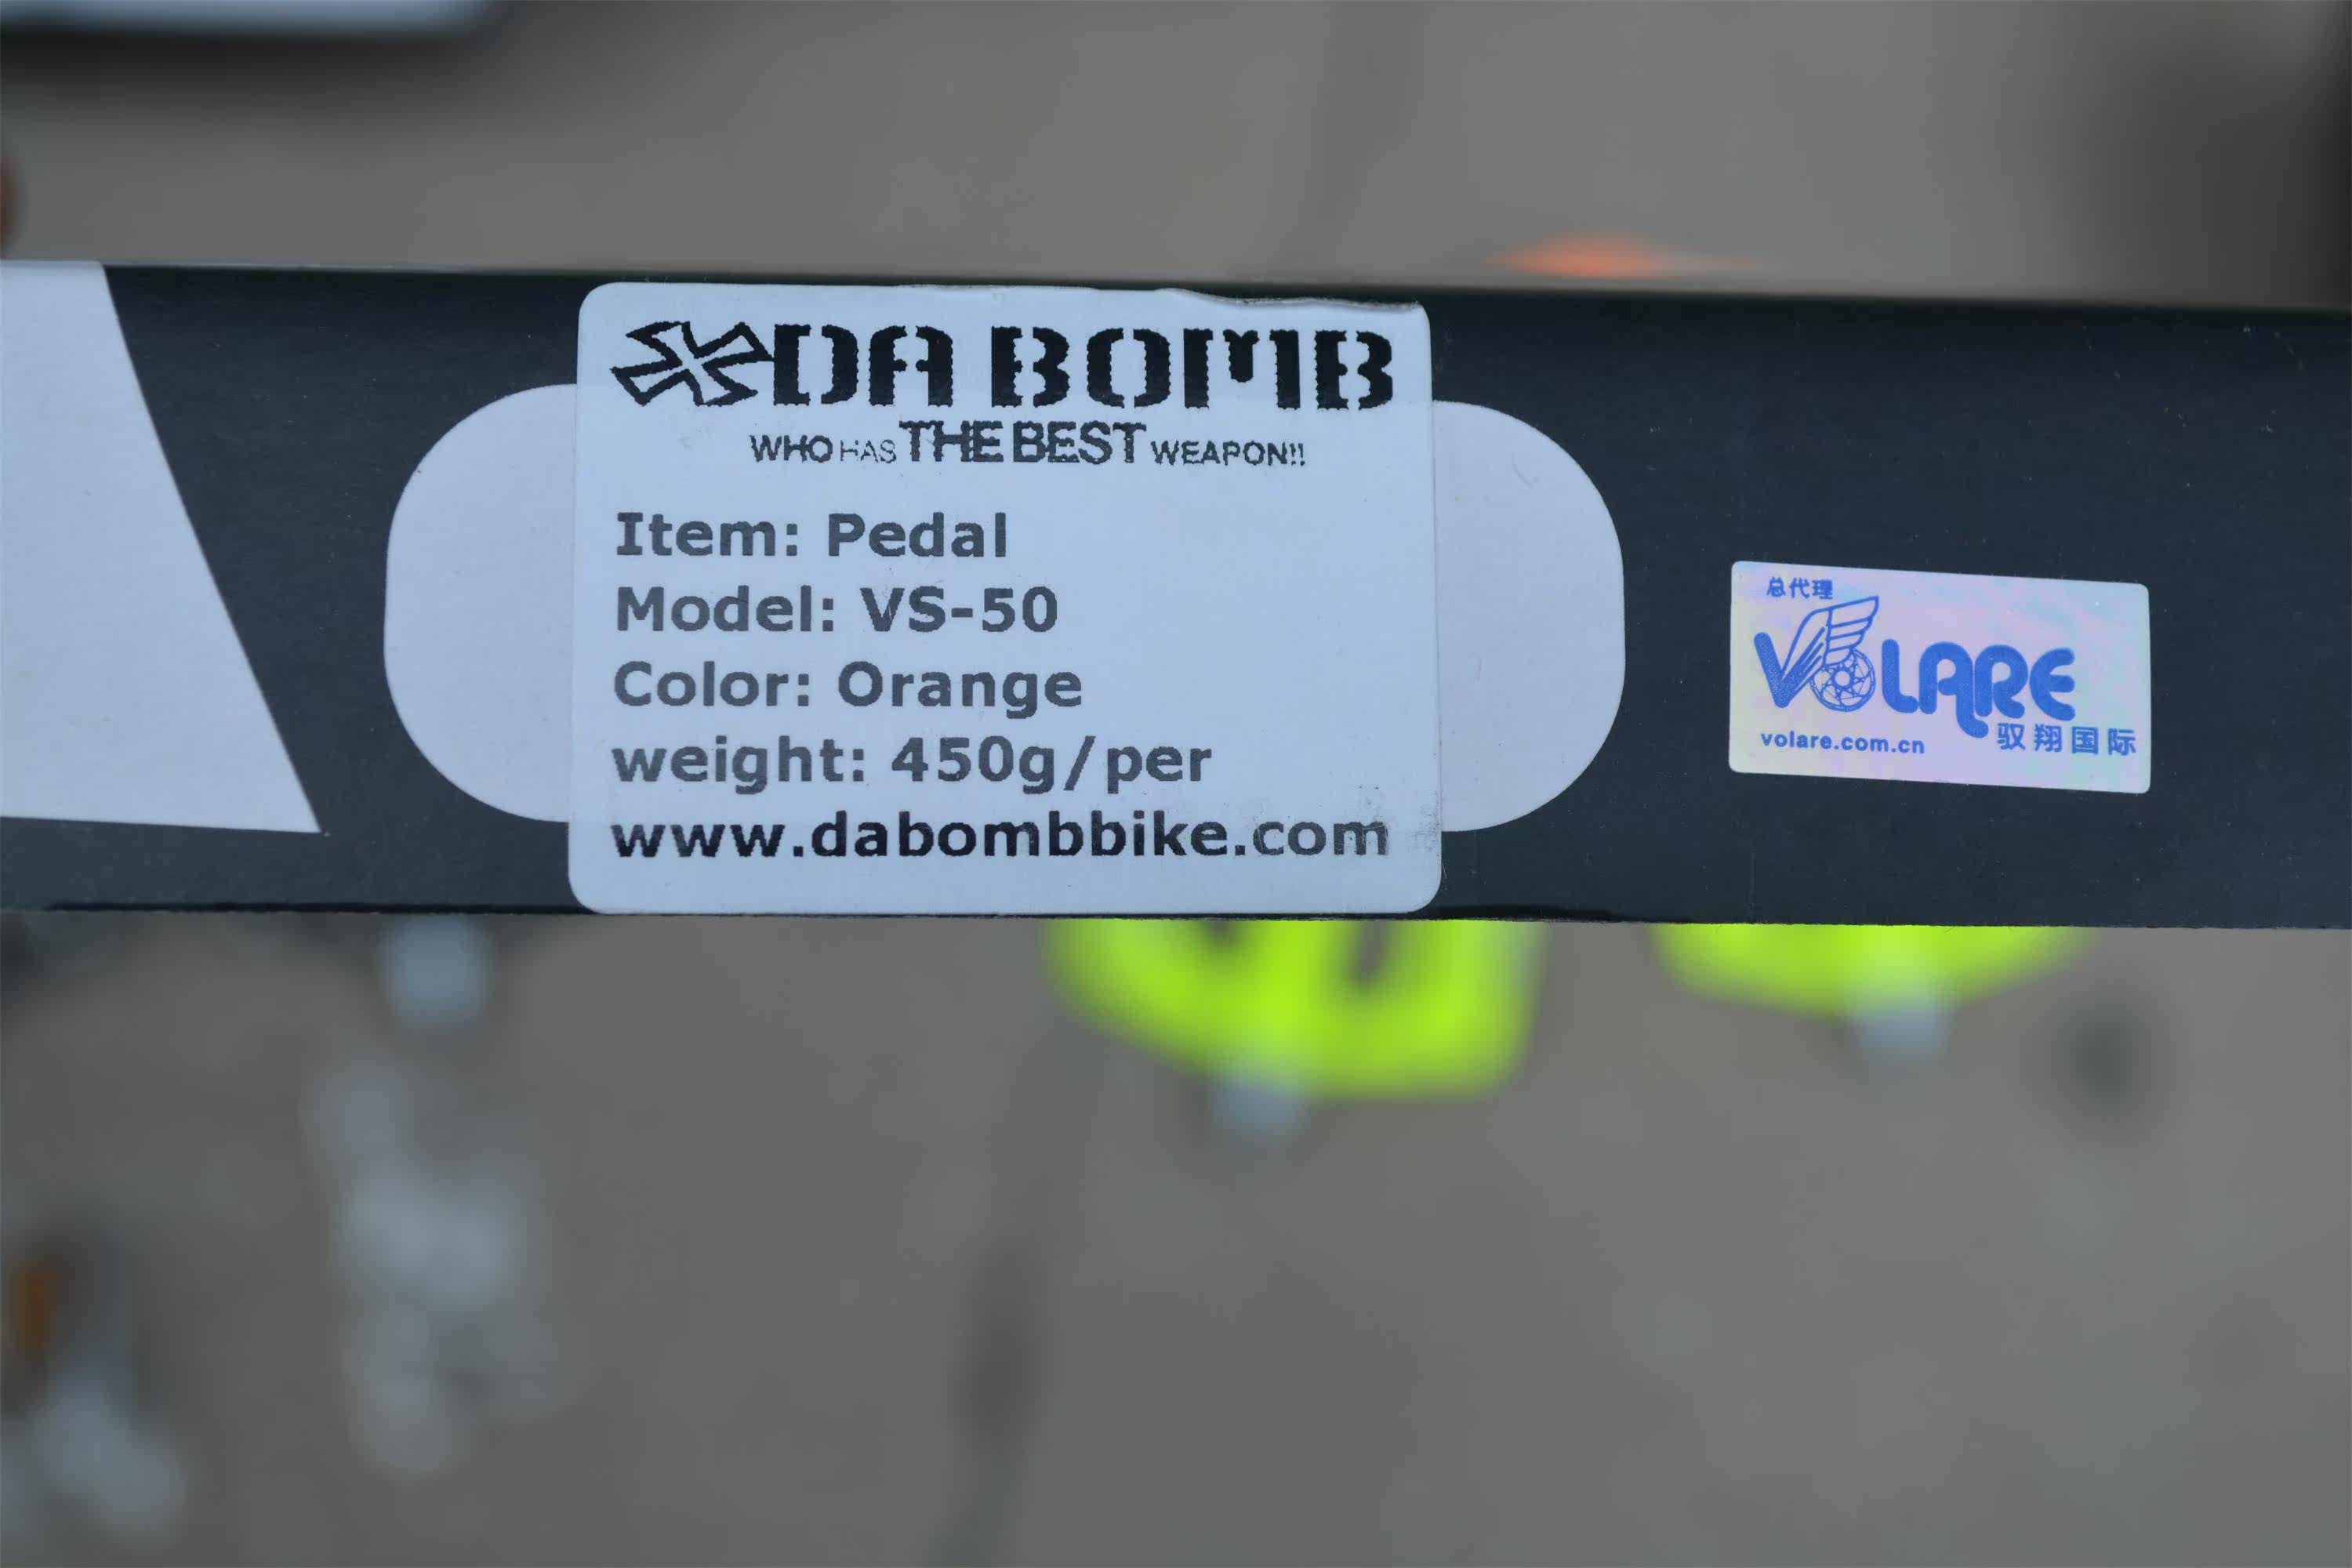 DA BOMB
WHO HAS THE BEST WEAPON!!
Item: Pedal
Model: VS-50
Color: Orange
weight: 450g/per
www.dabombbike.com
总代理
VOLARE
volare.com.cn 驭翔国际